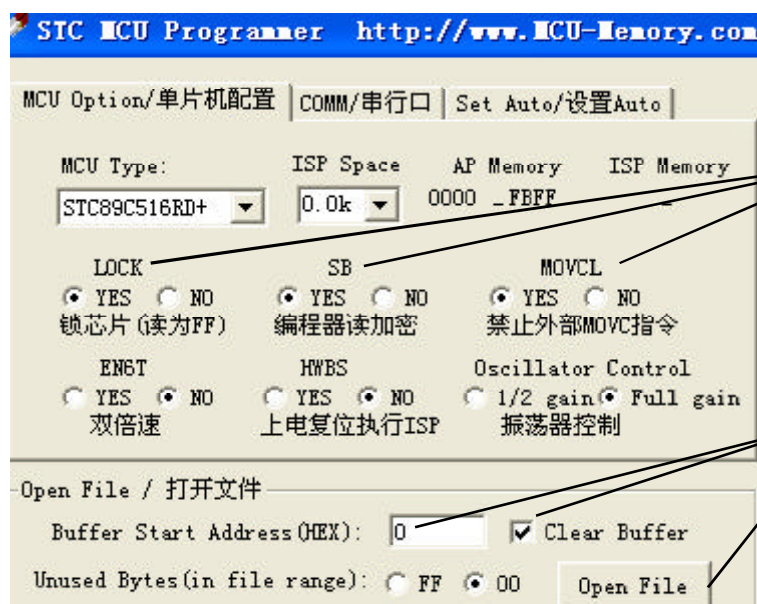 STC MCU Programmer http://www.MCU-Memory.com
MCU Option/单片机配置 COMM/串行口 Set Auto/设置Auto
MCU Type: ISP Space AP Memory ISP Memory
STC89C516RD+ 0.0k 0000 _FBFF _
LOCK SB MOVCL
YES NO YES NO YES NO
锁芯片(读为FF) 编程器读加密 禁止外部MOVC指令
EN6T HWBS Oscillator Control
YES NO YES NO 1/2 gain Full gain
双倍速 上电复位执行ISP 振荡器控制
Open File / 打开文件
Buffer Start Address(HEX): 0 Clear Buffer
Unused Bytes(in file range): FF 00 Open File